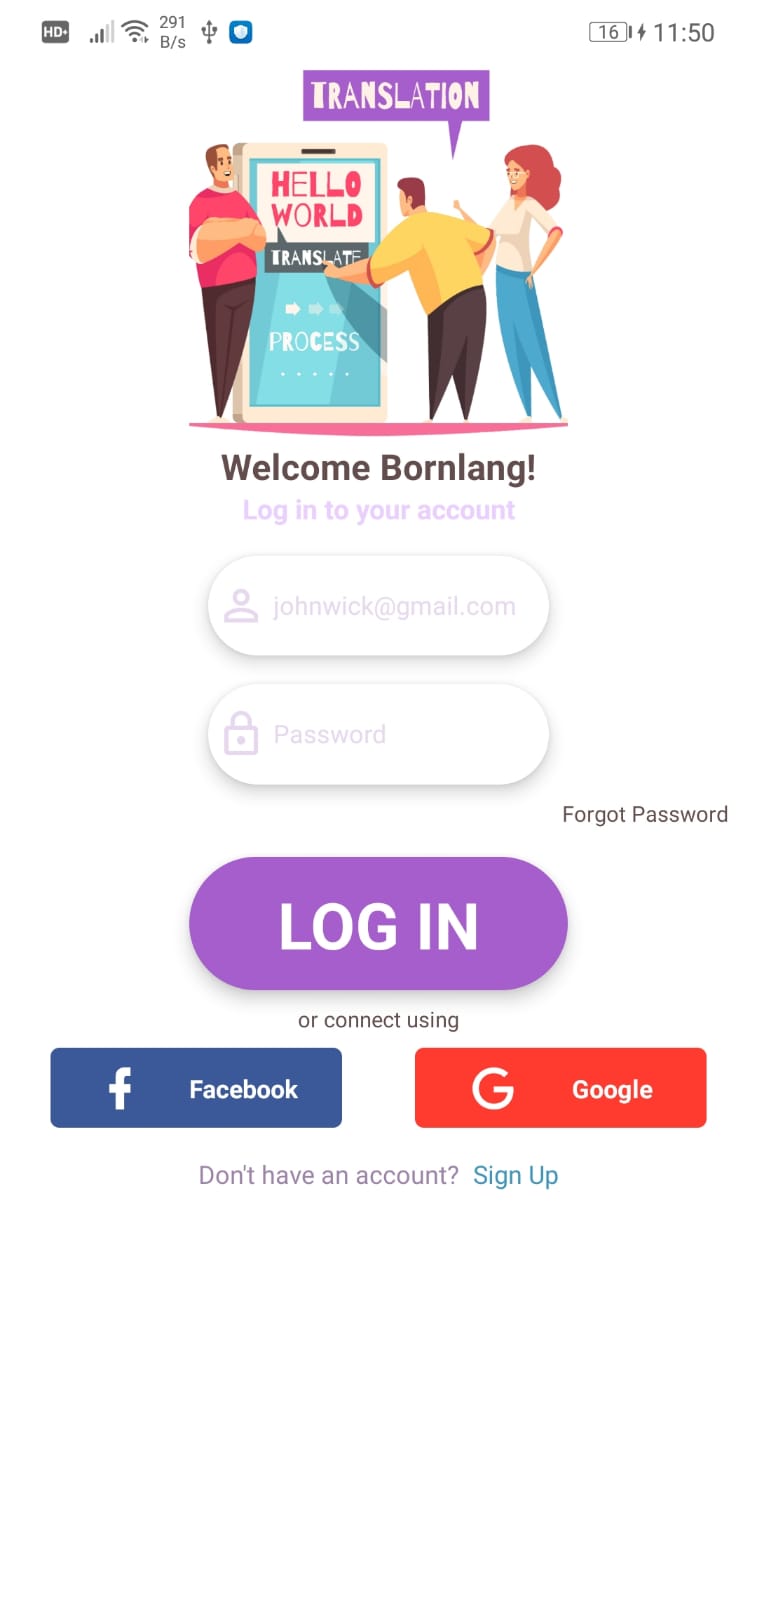 HD+ 291 B/s 16 11:50
TRANSLATION
HELLO
WORLD
TRANSLATE
PROCESS
Welcome Bornlang!
Log in to your account
johnwick@gmail.com
Password
Forgot Password
LOG IN
or connect using
f Facebook G Google
Don't have an account? Sign Up